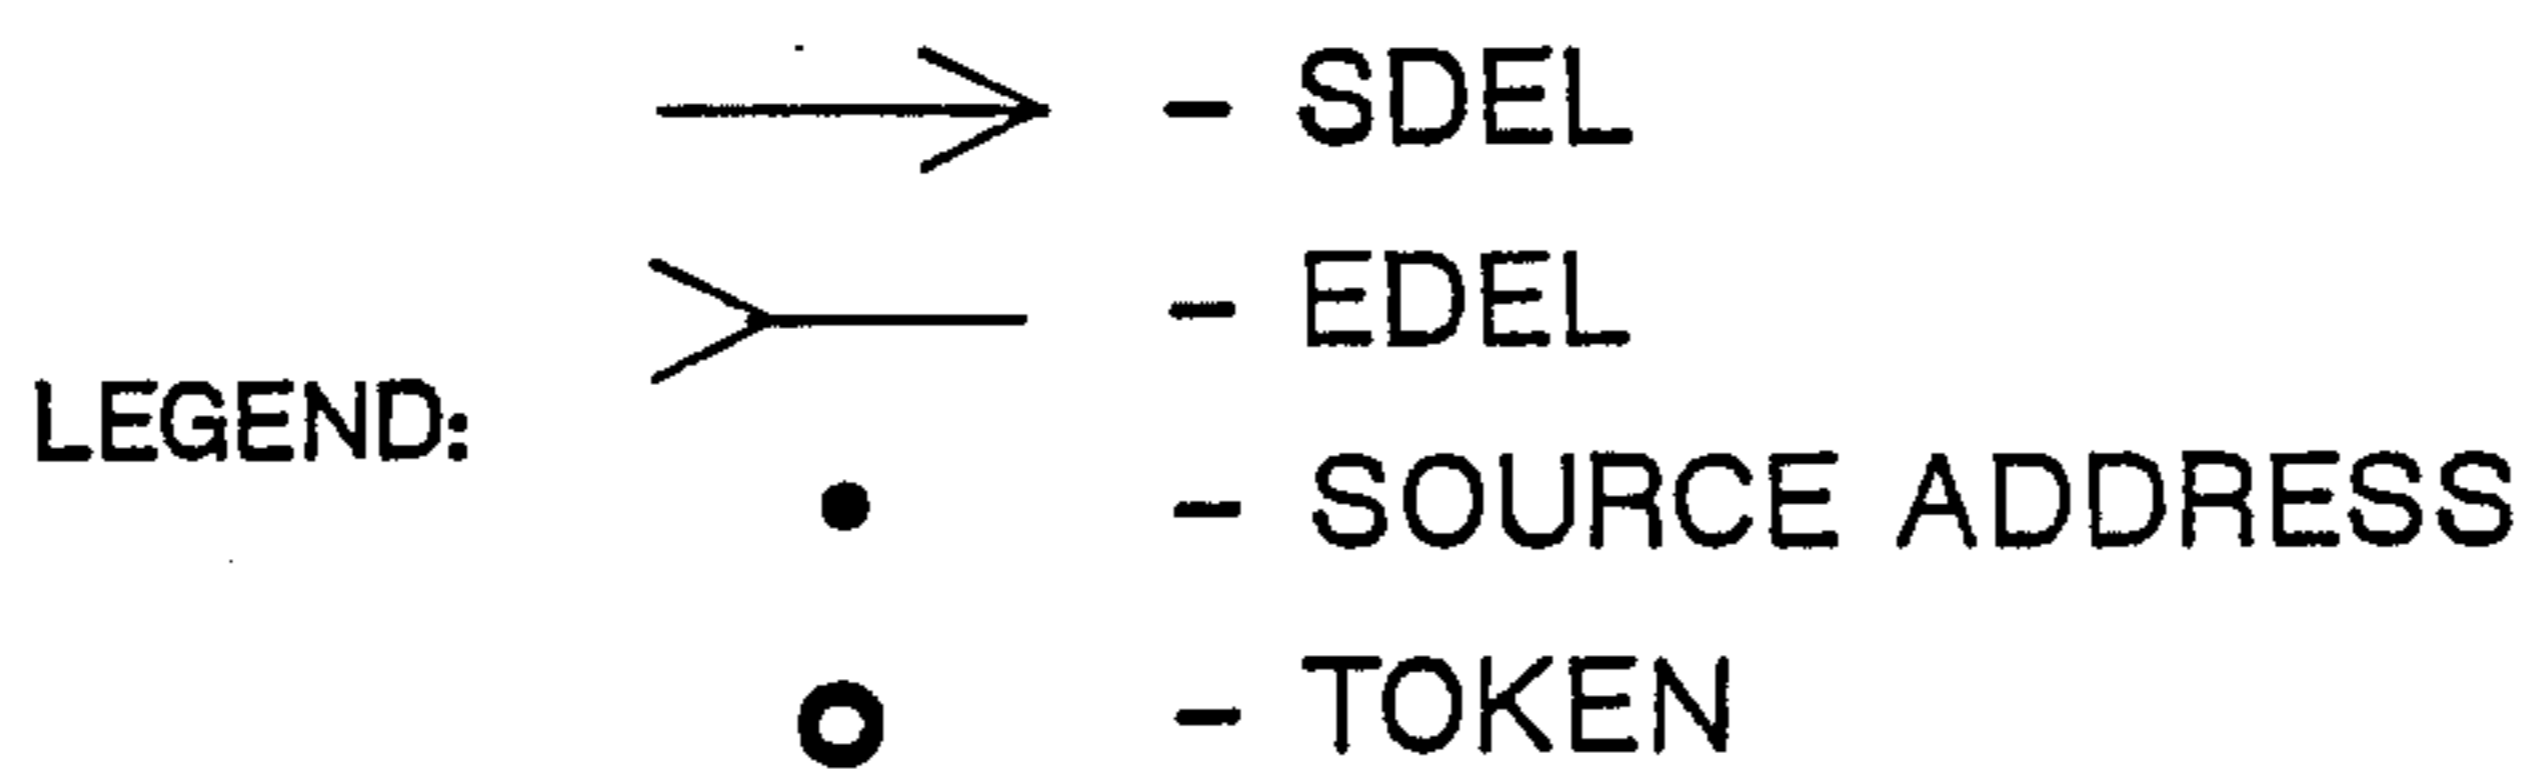 - SDEL
- EDEL
LEGEND:
- SOURCE ADDRESS
- TOKEN